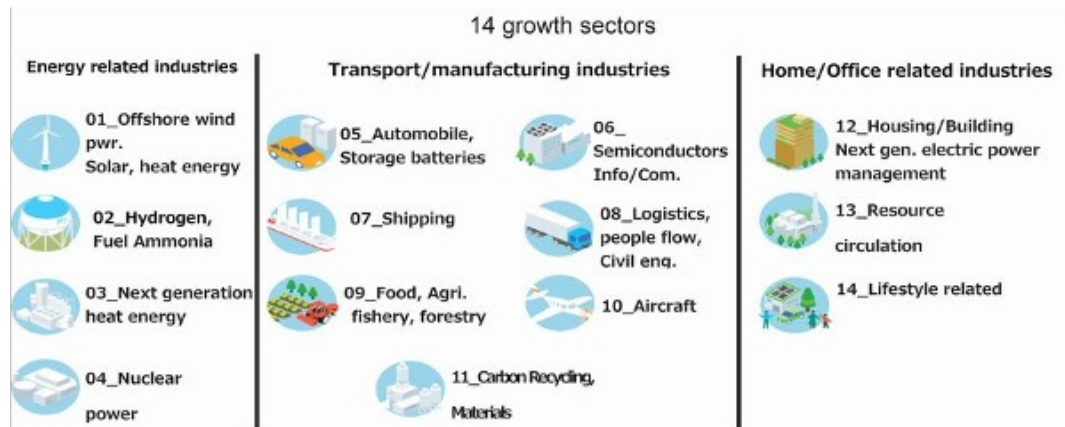 14 growth sectors
Energy related industries
01_Offshore wind
pwr.
Solar, heat energy
02_Hydrogen,
Fuel Ammonia
03_Next generation
heat energy
04_Nuclear
power
Transport/manufacturing industries
05_Automobile,
Storage batteries
06_
Semiconductors
Info/Com.
07_Shipping
08_Logistics,
people flow,
Civil eng.
09_Food, Agri.
fishery, forestry
10_Aircraft
11_Carbon Recycling,
Materials
Home/Office related industries
12_Housing/Building
Next gen. electric power
management
13_Resource
circulation
14_Lifestyle related